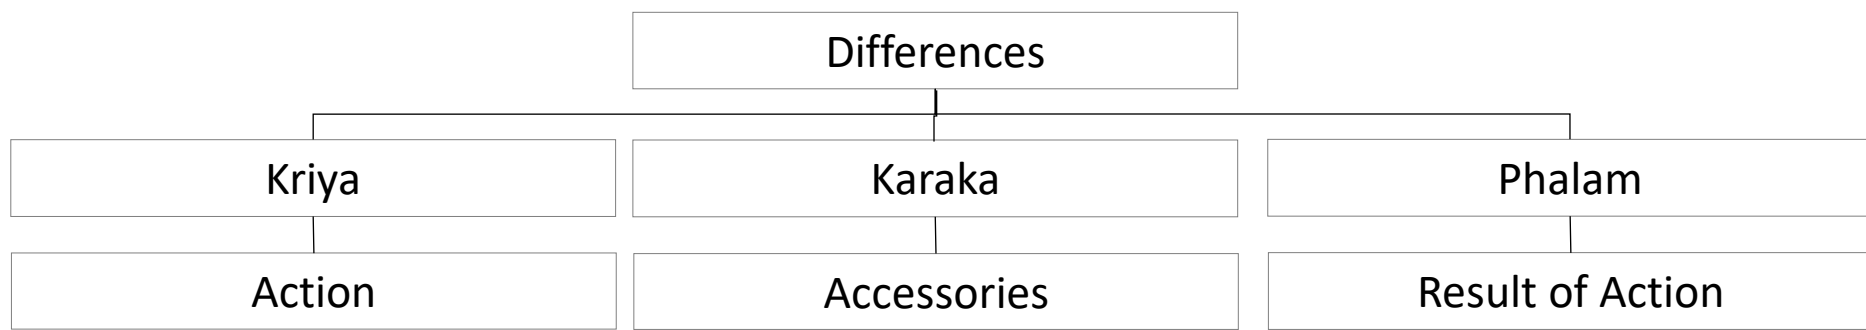 Differences
Kriya
Karaka
Phalam
Action
Accessories
Result of Action